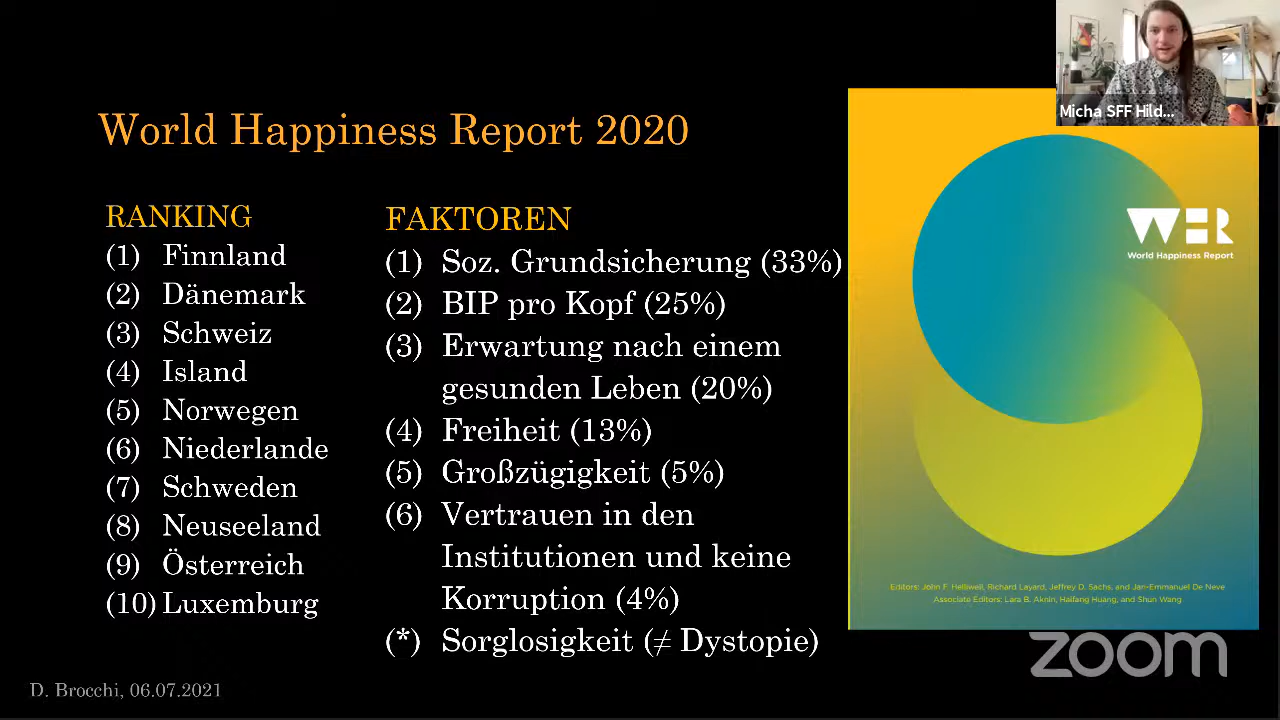 World Happiness Report 2020
RANKING
(1) Finnland
(2) Dänemark
(3) Schweiz
(4) Island
(5) Norwegen
(6) Niederlande
(7) Schweden
(8) Neuseeland
(9) Österreich
(10) Luxemburg
FAKTOREN
(1) Soz. Grundsicherung (33%)
(2) BIP pro Kopf (25%)
(3) Erwartung nach einem
gesunden Leben (20%)
(4) Freiheit (13%)
(5) Großzügigkeit (5%)
(6) Vertrauen in den
Institutionen und keine
Korruption (4%)
(*) Sorglosigkeit (≠ Dystopie)
Micha SFF Hild...
WHR
World Happiness Report
Editors: John F. Helliwell, Richard Layard, Jeffrey D. Sachs, and Jan-Emmanuel De Neve
Associate Editors: Lara B. Aknin, Haifang Huang, and Shun Wang
zoom
D. Brocchi, 06.07.2021